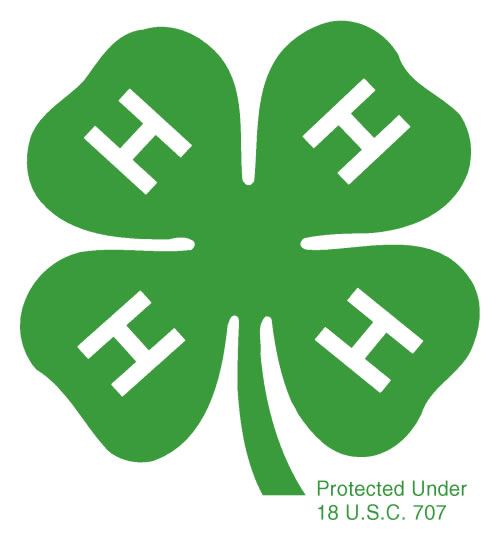 H H
H H
Protected Under
18 U.S.C. 707